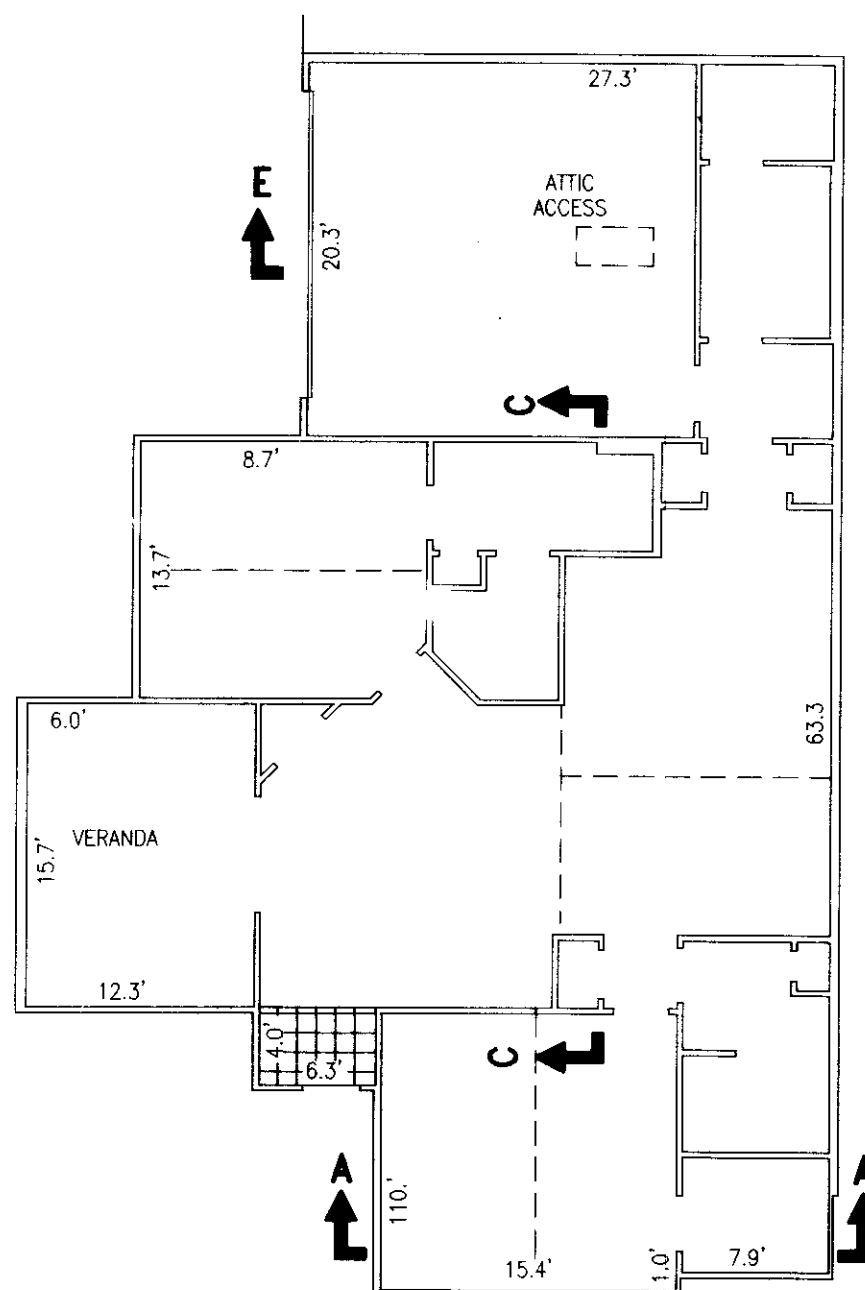 27.3'
E
ATTIC
ACCESS
20.3'
C
8.7'
13.7'
6.0'
63.3
VERANDA
15.7'
12.3'
4.0'
6.3'
C
A
A
110.'
15.4'
1.0'
7.9'